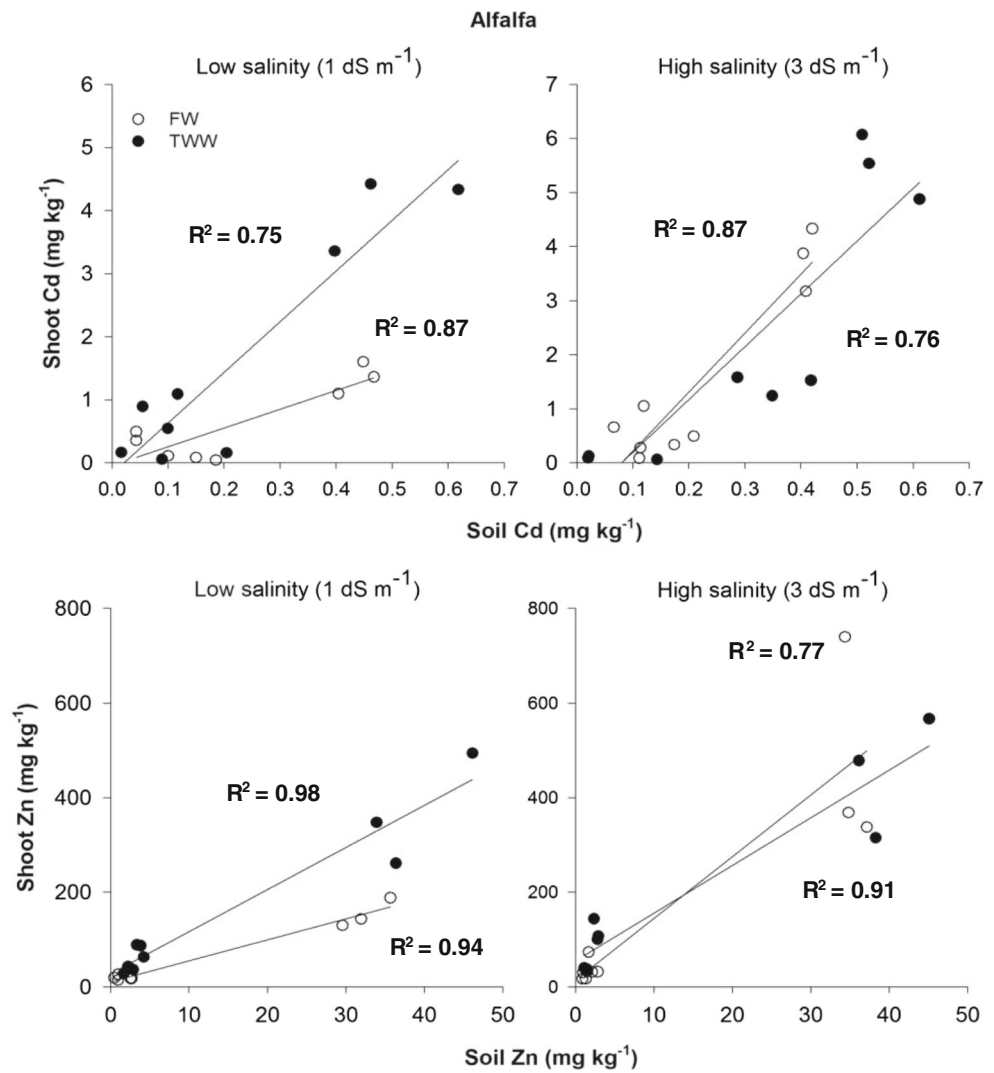 Alfalfa
Low salinity (1 dS m⁻¹)
High salinity (3 dS m⁻¹)
FW
TWW
6
5
4
3
2
1
0
7
6
5
4
3
2
1
0
R² = 0.75
R² = 0.87
R² = 0.87
R² = 0.76
Shoot Cd (mg kg⁻¹)
0.0 0.1 0.2 0.3 0.4 0.5 0.6 0.7
0.0 0.1 0.2 0.3 0.4 0.5 0.6 0.7
Soil Cd (mg kg⁻¹)
Low salinity (1 dS m⁻¹)
High salinity (3 dS m⁻¹)
800
600
400
200
0
800
600
400
200
0
R² = 0.98
R² = 0.94
R² = 0.77
R² = 0.91
Shoot Zn (mg kg⁻¹)
0 10 20 30 40 50
0 10 20 30 40 50
Soil Zn (mg kg⁻¹)